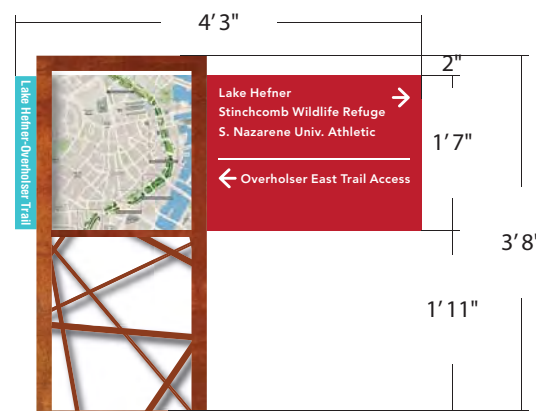 4' 3"
2"
Lake Hefner-Overholser Trail
Lake Hefner
Stinchcomb Wildlife Refuge
S. Nazarene Univ. Athletic
Overholser East Trail Access
1' 7"
3' 8"
1' 11"